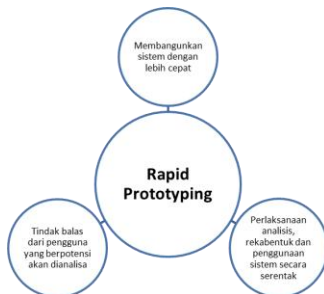 Membangunkan
sistem dengan
lebih cepat
Rapid
Prototyping
Tindak balas
dari pengguna
yang berpotensi
akan dianalisa
Perlaksanaan
analisis,
rekabentuk dan
penggunaan
sistem secara
serentak